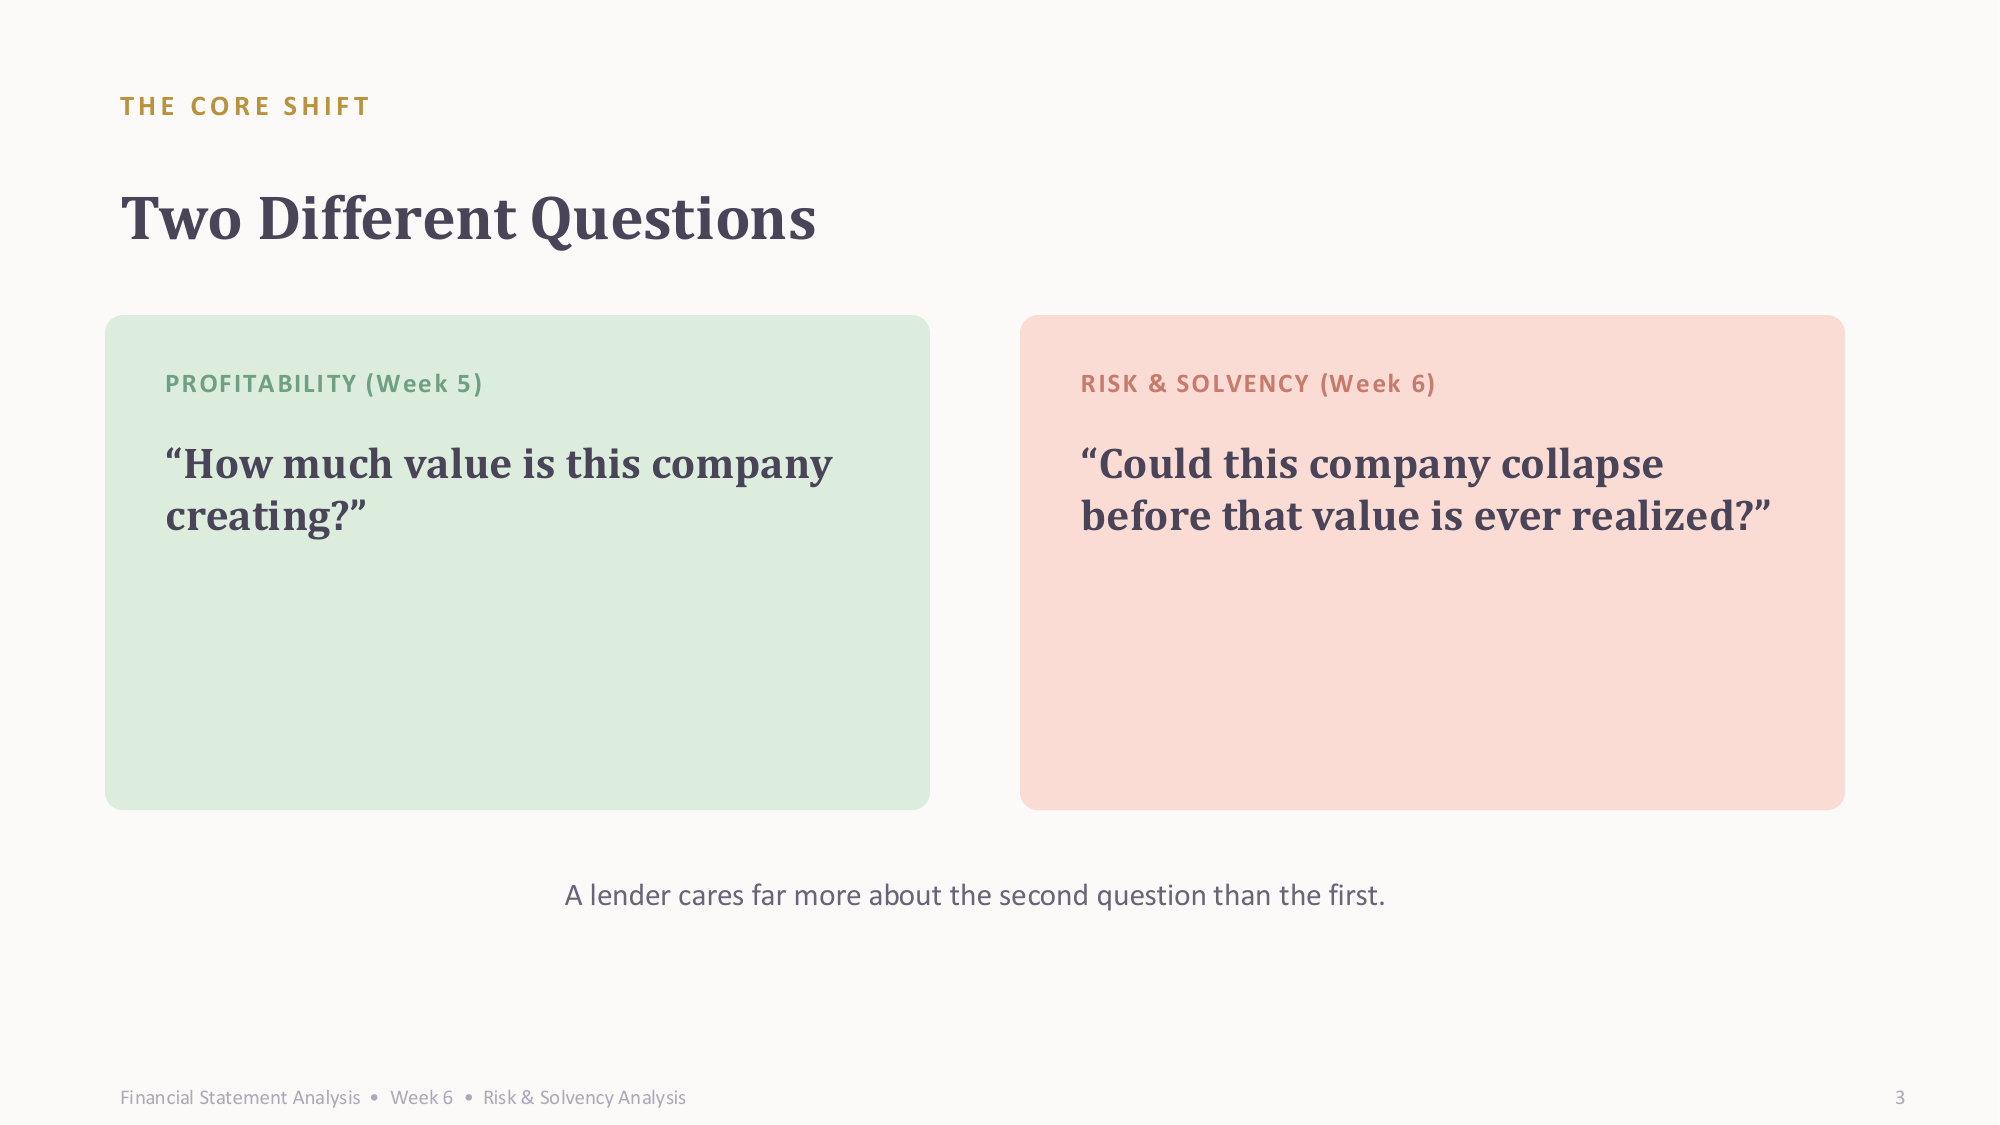 THE CORE SHIFT
Two Different Questions
PROFITABILITY (Week 5)
“How much value is this company
creating?”
RISK & SOLVENCY (Week 6)
“Could this company collapse
before that value is ever realized?”
A lender cares far more about the second question than the first.
Financial Statement Analysis • Week 6 • Risk & Solvency Analysis
3